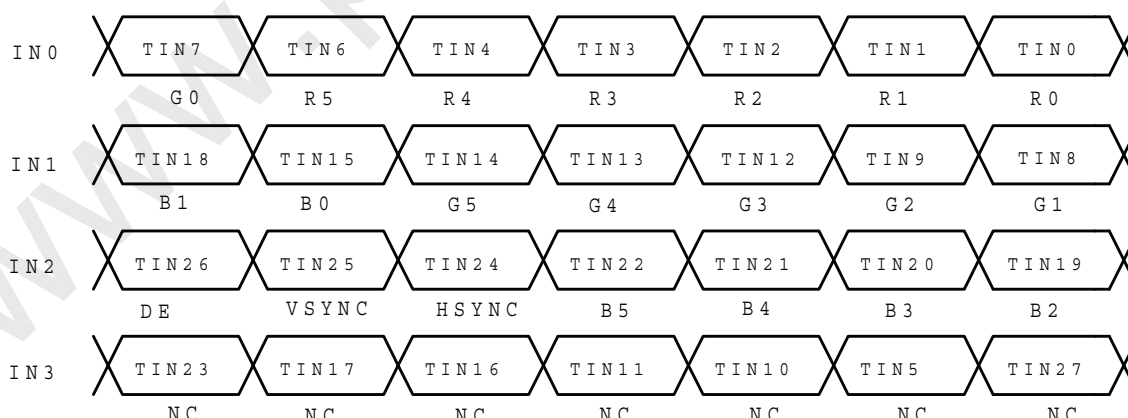 IN0 TIN7 TIN6 TIN4 TIN3 TIN2 TIN1 TIN0
G0 R5 R4 R3 R2 R1 R0
IN1 TIN18 TIN15 TIN14 TIN13 TIN12 TIN9 TIN8
B1 B0 G5 G4 G3 G2 G1
IN2 TIN26 TIN25 TIN24 TIN22 TIN21 TIN20 TIN19
DE VSYNC HSYNC B5 B4 B3 B2
IN3 TIN23 TIN17 TIN16 TIN11 TIN10 TIN5 TIN27
NC NC NC NC NC NC NC